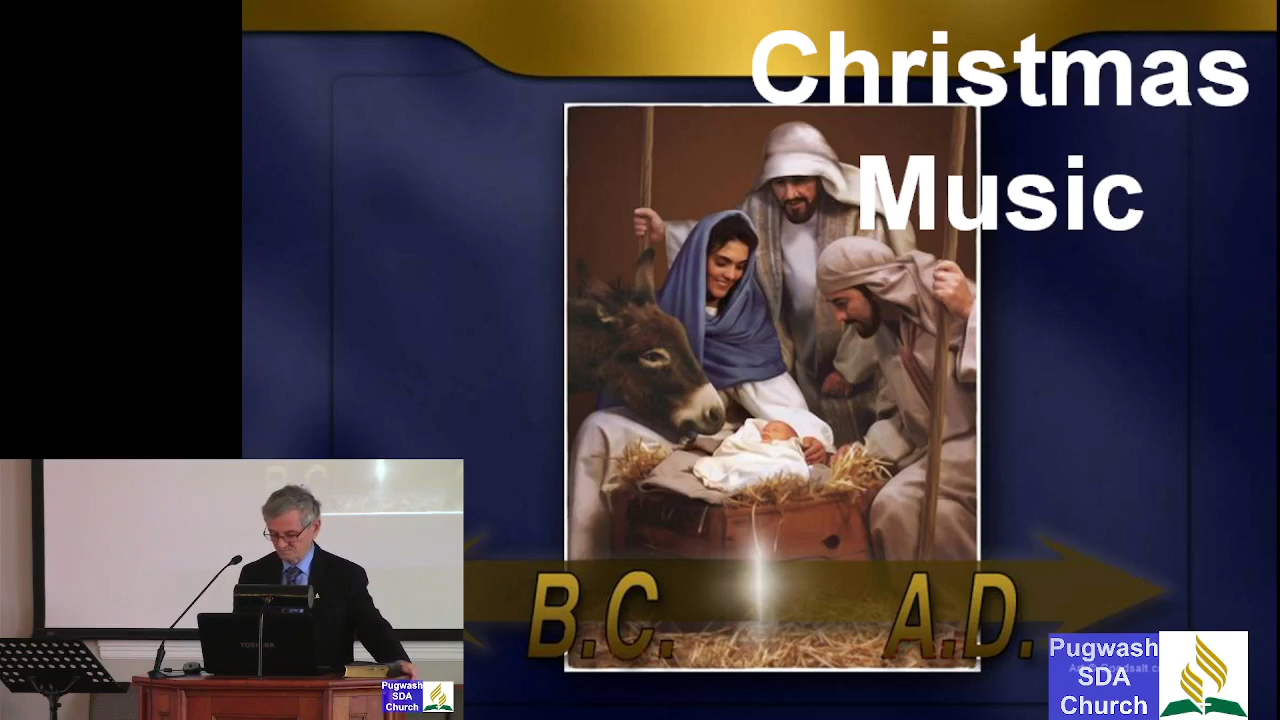 Christmas
Music
B.C.
A.D.
TOSHIBA
Pugwash
SDA
Church
Pugwash
SDA
Church